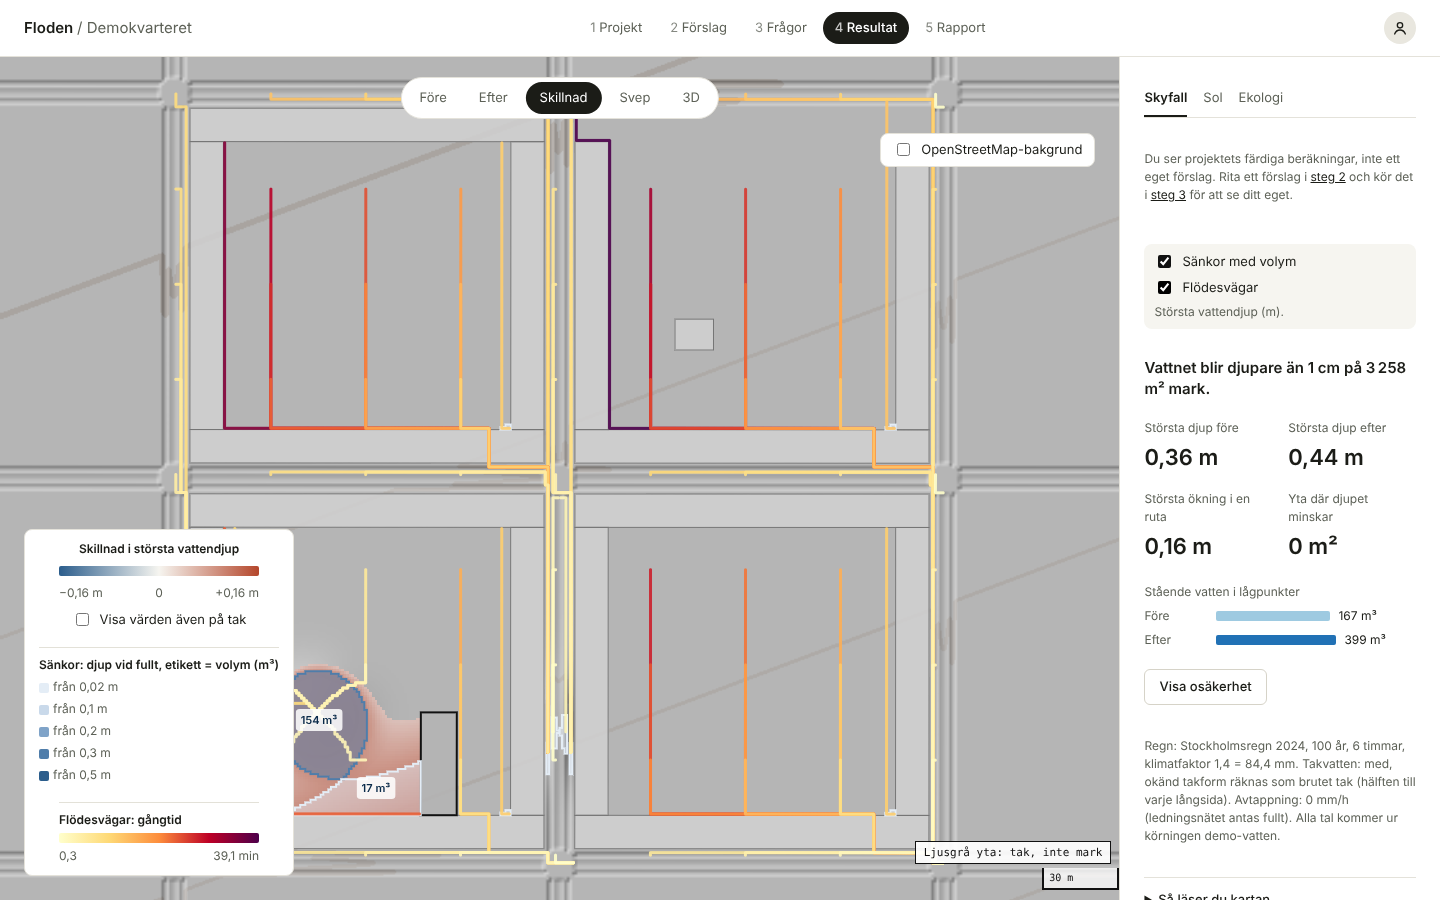 Floden / Demokvarteret
1 Projekt
2 Förslag
3 Frågor
4 Resultat
5 Rapport
Före
Efter
Skillnad
Svep
3D
OpenStreetMap-bakgrund
Skillnad i största vattendjup
−0,16 m
0
+0,16 m
Visa värden även på tak
Sänkor: djup vid fullt, etikett = volym (m³)
från 0,02 m
från 0,1 m
från 0,2 m
från 0,3 m
från 0,5 m
Flödesvägar: gångtid
0,3
39,1 min
154 m³
17 m³
Ljusgrå yta: tak, inte mark
30 m
Skyfall
Sol
Ekologi
Du ser projektets färdiga beräkningar, inte ett
eget förslag. Rita ett förslag i steg 2 och kör det
i steg 3 för att se ditt eget.
Sänkor med volym
Flödesvägar
Största vattendjup (m).
Vattnet blir djupare än 1 cm på 3 258
m² mark.
Största djup före
0,36 m
Största djup efter
0,44 m
Största ökning i en
ruta
0,16 m
Yta där djupet
minskar
0 m²
Stående vatten i lågpunkter
Före
167 m³
Efter
399 m³
Visa osäkerhet
Regn: Stockholmsregn 2024, 100 år, 6 timmar,
klimatfaktor 1,4 = 84,4 mm. Takvatten: med,
okänd takform räknas som brutet tak (hälften till
varje långsida). Avtappning: 0 mm/h
(ledningsnätet antas fullt). Alla tal kommer ur
körningen demo-vatten.
Så läser du kartan